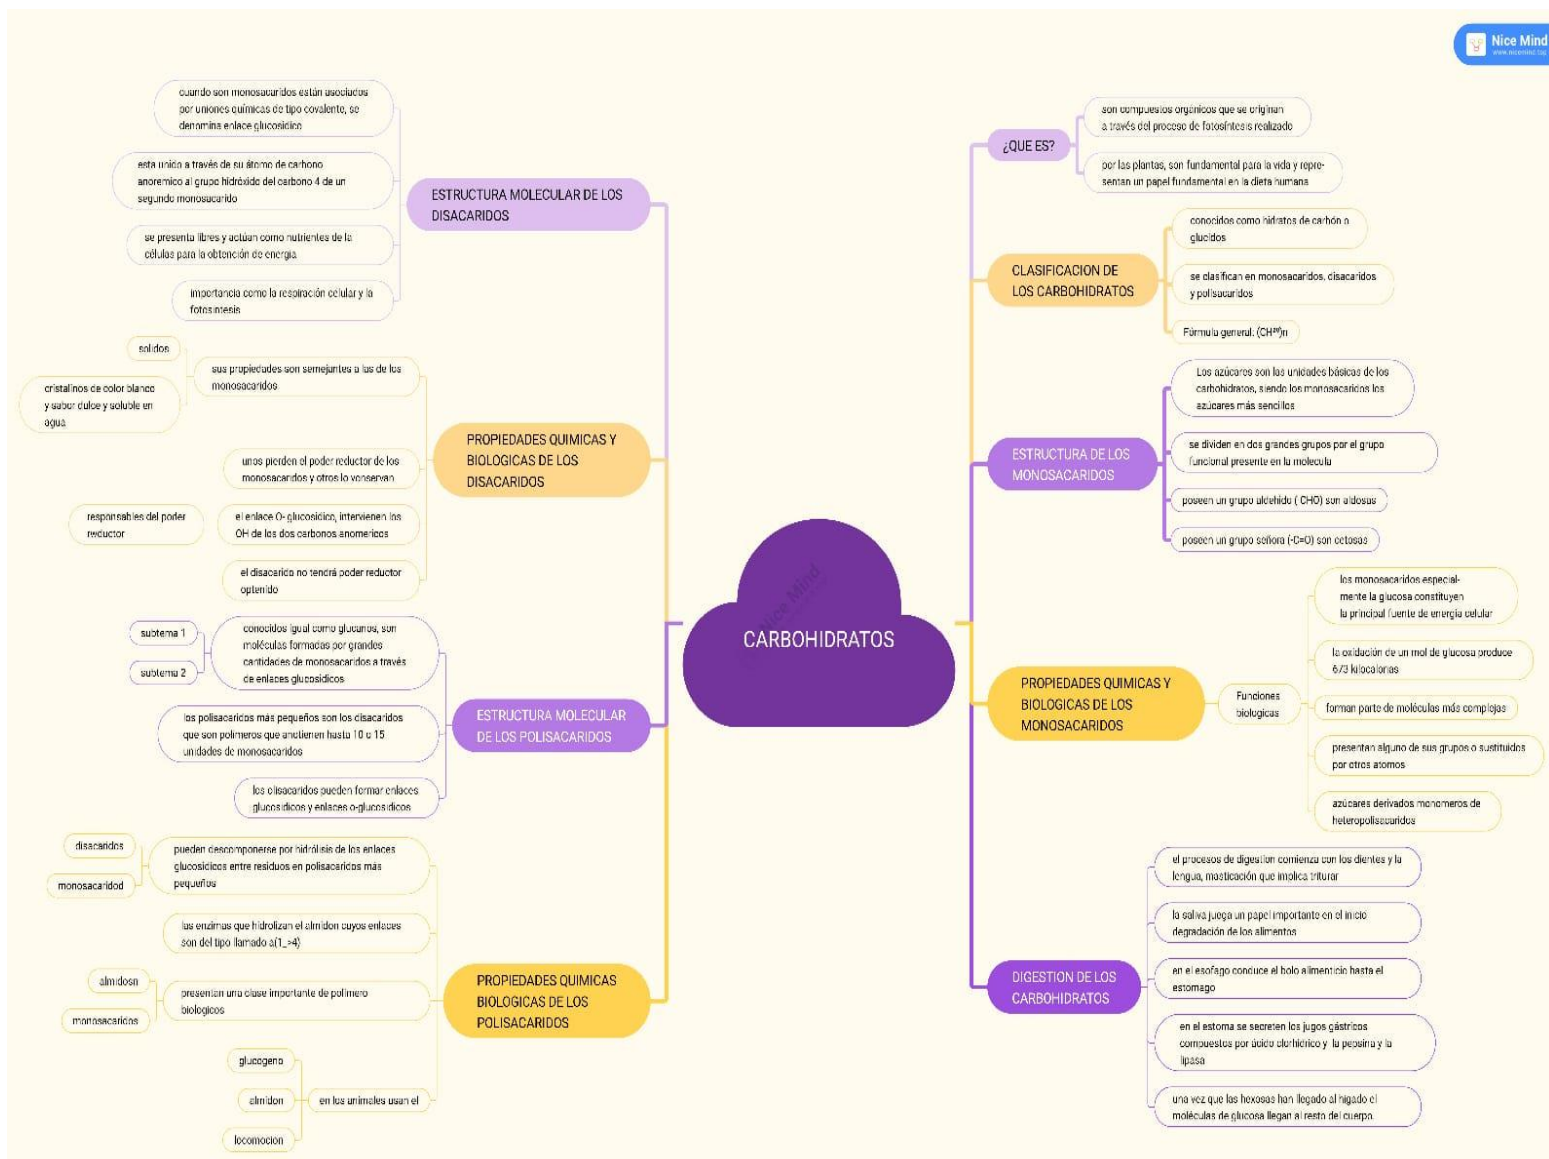 Nice Mind
www.nicemind.top
CARBOHIDRATOS
Nice Mind
¿QUE ES?
son compuestos orgánicos que se originan
a través del proceso de fotosíntesis realizado
por las plantas, son fundamental para la vida y repre-
sentan un papel fundamental en la dieta humana
CLASIFICACION DE
LOS CARBOHIDRATOS
conocidos como hidratos de carbón o
glucidos
se clasifican en monosacaridos, disacaridos
y polisacaridos
Fórmula general: (CH²⁰)n
ESTRUCTURA DE LOS
MONOSACARIDOS
Los azúcares son las unidades básicas de los
carbohidratos, siendo los monosacaridos los
azúcares más sencillos
se dividen en dos grandes grupos por el grupo
funcional presente en la molecula
poseen un grupo aldehido ( CHO) son aldosas
poseen un grupo señora (-C=O) son cetosas
PROPIEDADES QUIMICAS Y
BIOLOGICAS DE LOS
MONOSACARIDOS
Funciones
biologicas
los monosacaridos especial-
mente la glucosa constituyen
la principal fuente de energía celular
la oxidación de un mol de glucosa produce
673 kilocalorias
forman parte de moléculas más complejas
presentan alguno de sus grupos o sustituidos
por otros atomos
azúcares derivados monomeros de
heteropolisacaridos
DIGESTION DE LOS
CARBOHIDRATOS
el procesos de digestion comienza con los dientes y la
lengua, masticación que implica triturar
la saliva juega un papel importante en el inicio
degradación de los alimentos
en el esofago conduce el bolo alimenticio hasta el
estomago
en el estoma se secreten los jugos gástricos
compuestos por ácido clorhídrico y la pepsina y la
lipasa
una vez que las hexosas han llegado al higado el
moléculas de glucosa llegan al resto del cuerpo.
ESTRUCTURA MOLECULAR DE LOS
DISACARIDOS
cuando son monosacaridos están asociados
por uniones químicas de tipo covalente, se
denomina enlace glucosidico
esta unido a través de su átomo de carbono
anoremico al grupo hidróxido del carbono 4 de un
segundo monosacarido
se presenta libres y actúan como nutrientes de la
células para la obtención de energia
importancia como la respiración celular y la
fotosintesis
PROPIEDADES QUIMICAS Y
BIOLOGICAS DE LOS
DISACARIDOS
sus propiedades son semejantes a las de los
monosacaridos
solidos
cristalinos de color blanco
y sabor dulce y soluble en
agua
unos pierden el poder reductor de los
monosacaridos y otros lo vonservan
el enlace O- glucosidico, intervienen los
OH de los dos carbonos anomericos
responsables del poder
rwductor
el disacarido no tendrá poder reductor
optenido
ESTRUCTURA MOLECULAR
DE LOS POLISACARIDOS
conocidos igual como glucanos, son
moléculas formadas por grandes
cantidades de monosacaridos a través
de enlaces glucosidicos
subtema 1
subtema 2
los polisacaridos más pequeños son los disacaridos
que son polimeros que anotienen hasta 10 o 15
unidades de monosacaridos
los olisacaridos pueden formar enlaces
glucosidicos y enlaces o-glucosidicos
PROPIEDADES QUIMICAS
BIOLOGICAS DE LOS
POLISACARIDOS
pueden descomponerse por hidrólisis de los enlaces
glucosidicos entre residuos en polisacaridos más
pequeños
disacaridos
monosacaridod
las enzimas que hidrolizan el almidon cuyos enlaces
son del tipo llamado a(1_>4)
presentan una clase importante de polimero
biologicos
almidosn
monosacaridos
en los animales usan el
glucogeno
almidon
locomocion